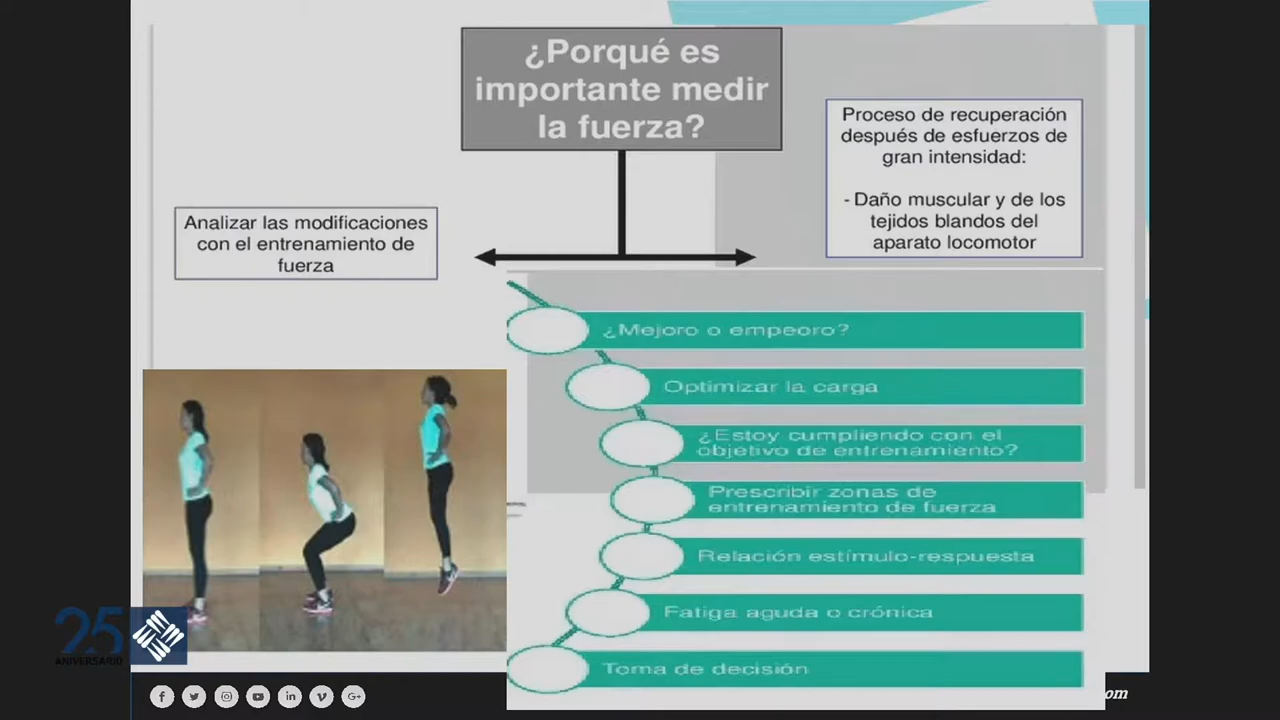 ¿Porqué es
importante medir
la fuerza?
Proceso de recuperación
después de esfuerzos de
gran intensidad:
- Daño muscular y de los
tejidos blandos del
aparato locomotor
Analizar las modificaciones
con el entrenamiento de
fuerza
¿Mejoro o empeoro?
Optimizar la carga
¿Estoy cumpliendo con el
objetivo de entrenamiento?
Prescribir zonas de
entrenamiento de fuerza
Relación estímulo-respuesta
Fatiga aguda o crónica
Toma de decisión
25
ANIVERSARIO
f
in
G+
om